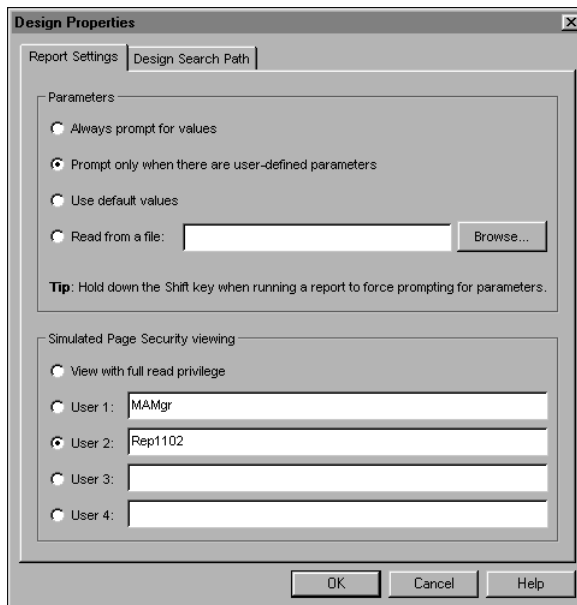 Design Properties
Report Settings
Design Search Path
Parameters
Always prompt for values
Prompt only when there are user-defined parameters
Use default values
Read from a file:
Browse...
Tip: Hold down the Shift key when running a report to force prompting for parameters.
Simulated Page Security viewing
View with full read privilege
User 1: MAMgr
User 2: Rep1102
User 3:
User 4:
OK
Cancel
Help